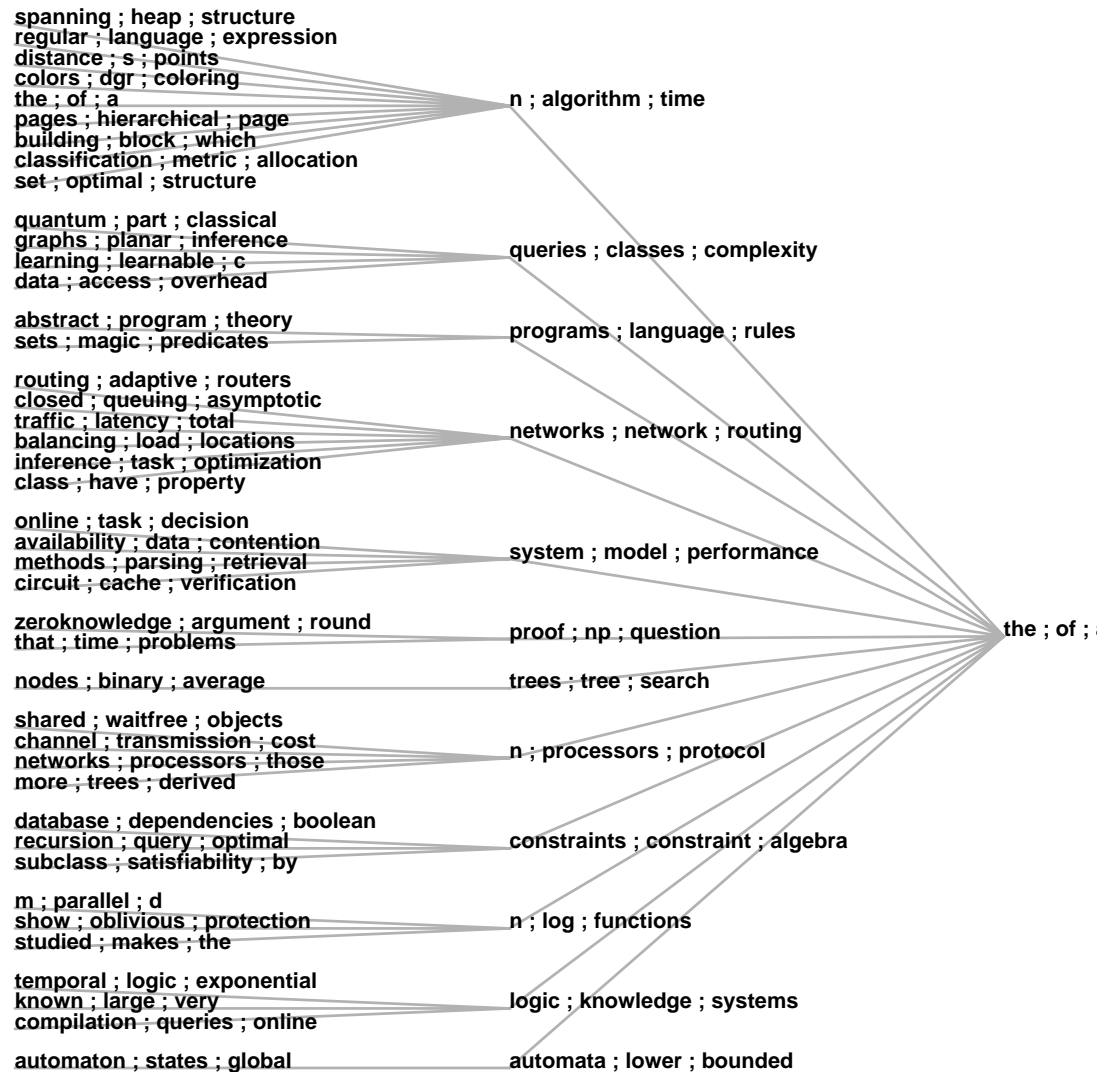 spanning ; heap ; structure
regular ; language ; expression
distance ; s ; points
colors ; dgr ; coloring
the ; of ; a
pages ; hierarchical ; page
building ; block ; which
classification ; metric ; allocation
set ; optimal ; structure
n ; algorithm ; time
quantum ; part ; classical
graphs ; planar ; inference
learning ; learnable ; c
data ; access ; overhead
queries ; classes ; complexity
abstract ; program ; theory
sets ; magic ; predicates
programs ; language ; rules
routing ; adaptive ; routers
closed ; queuing ; asymptotic
traffic ; latency ; total
balancing ; load ; locations
inference ; task ; optimization
class ; have ; property
networks ; network ; routing
online ; task ; decision
availability ; data ; contention
methods ; parsing ; retrieval
circuit ; cache ; verification
system ; model ; performance
zeroknowledge ; argument ; round
that ; time ; problems
proof ; np ; question
the ; of ;
nodes ; binary ; average
trees ; tree ; search
shared ; waitfree ; objects
channel ; transmission ; cost
networks ; processors ; those
more ; trees ; derived
n ; processors ; protocol
database ; dependencies ; boolean
recursion ; query ; optimal
subclass ; satisfiability ; by
constraints ; constraint ; algebra
m ; parallel ; d
show ; oblivious ; protection
studied ; makes ; the
n ; log ; functions
temporal ; logic ; exponential
known ; large ; very
compilation ; queries ; online
logic ; knowledge ; systems
automaton ; states ; global
automata ; lower ; bounded